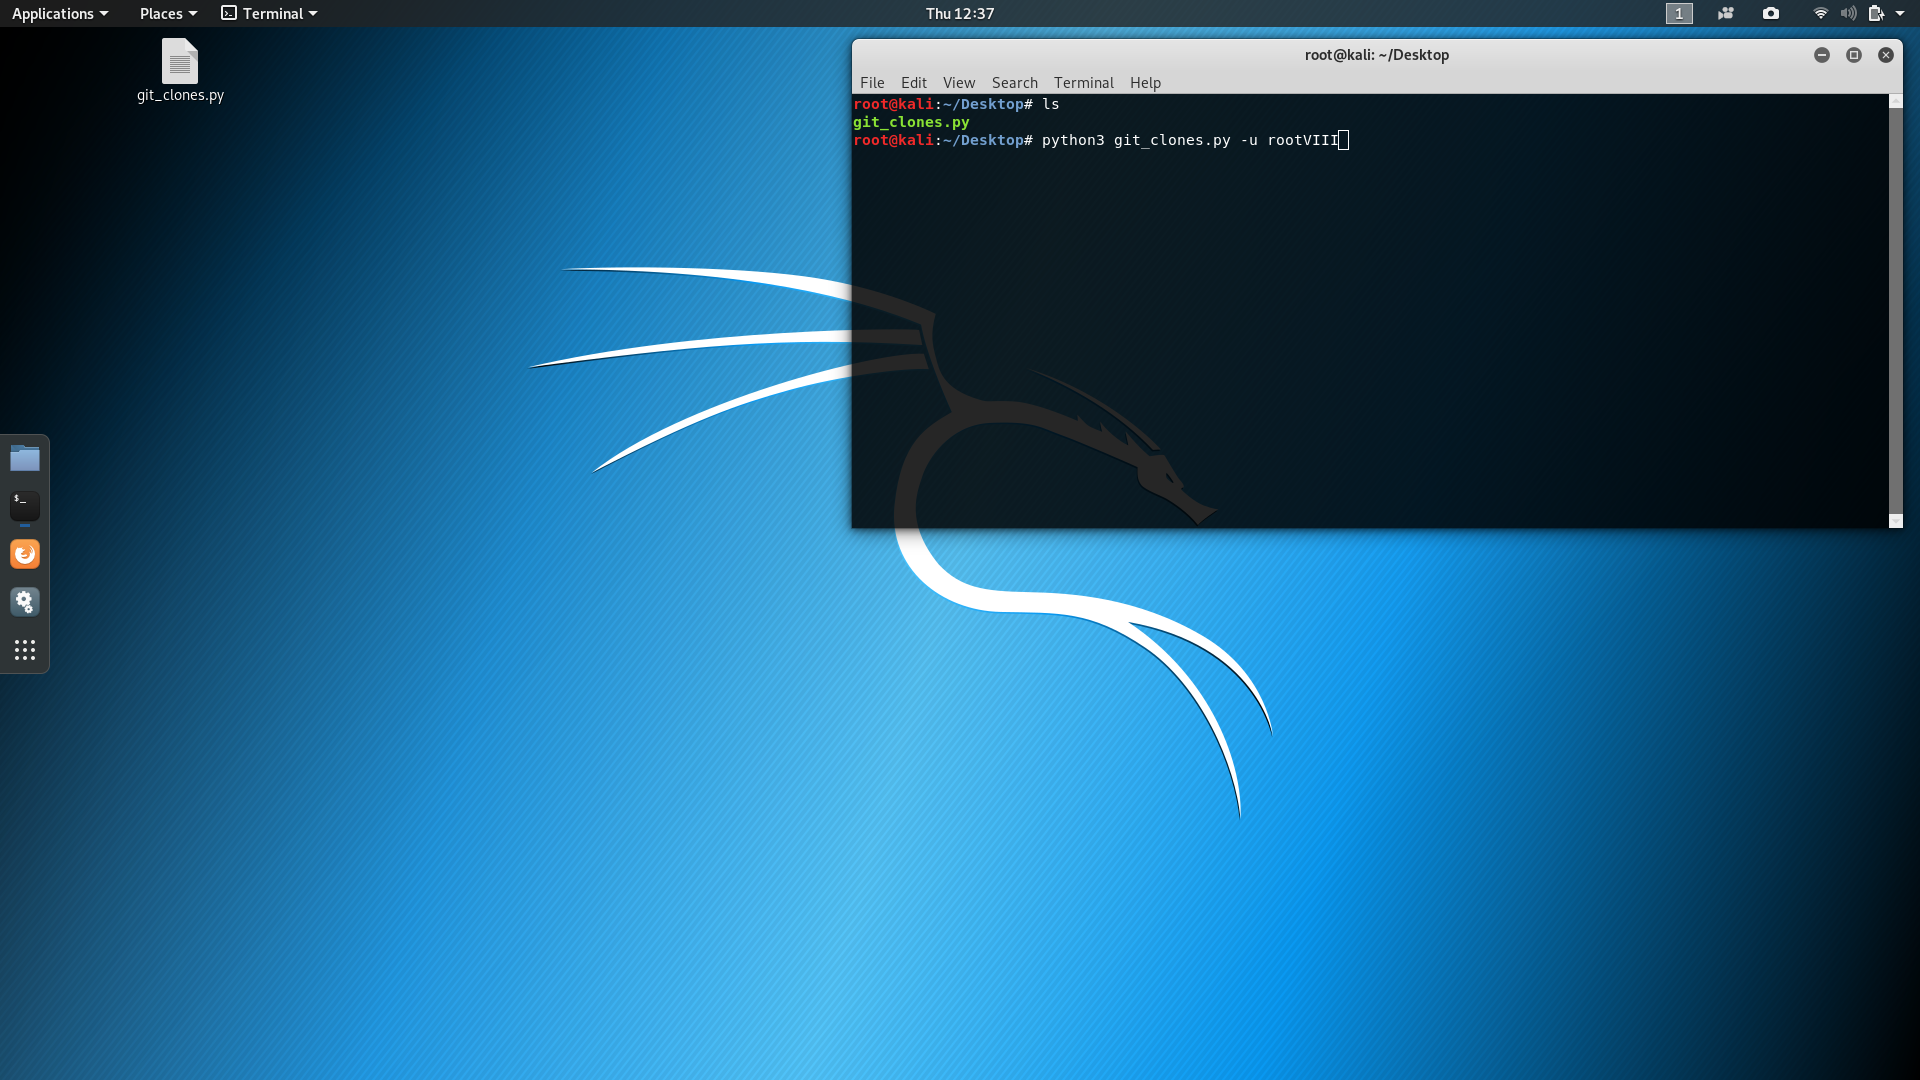 Applications Places Terminal Thu 12:37 1
git_clones.py
root@kali: ~/Desktop
File Edit View Search Terminal Help
root@kali:~/Desktop# ls
git_clones.py
root@kali:~/Desktop# python3 git_clones.py -u rootVIII
$_